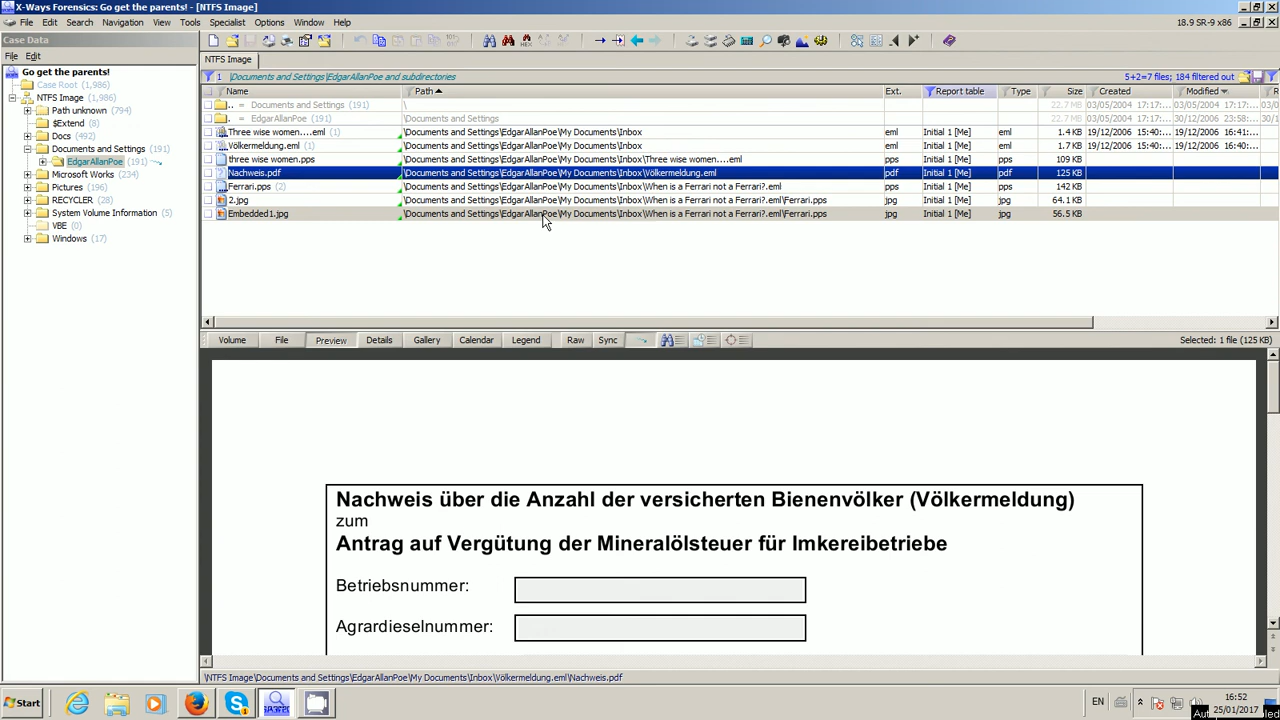 X-Ways Forensics: Go get the parents! - [NTFS Image]
File Edit Search Navigation View Tools Specialist Options Window Help 18.9 SR-9 x86
Case Data
File Edit
Go get the parents!
Case Root (1,986)
NTFS Image (1,986)
Path unknown (794)
$Extend (8)
Docs (492)
Documents and Settings (191)
EdgarAllanPoe (191)
Microsoft Works (234)
Pictures (196)
RECYCLER (28)
System Volume Information (5)
VBE (0)
Windows (17)
NTFS Image
1 \Documents and Settings\EdgarAllanPoe and subdirectories 5+2=7 files; 184 filtered out
Name Path Ext. Report table Type Size Created Modified
.. = Documents and Settings (191) \ 22.7 MB 03/05/2004 17:17:... 03/05/2004 17:17:...
. = EdgarAllanPoe (191) \Documents and Settings 22.7 MB 03/05/2004 17:17:... 30/12/2006 23:58:...
Three wise women....eml (1) \Documents and Settings\EdgarAllanPoe\My Documents\Inbox eml Initial 1 [Me] eml 1.4 KB 19/12/2006 15:40:... 19/12/2006 16:41:...
Völkermeldung.eml (1) \Documents and Settings\EdgarAllanPoe\My Documents\Inbox eml Initial 1 [Me] eml 1.7 KB 19/12/2006 15:40:... 19/12/2006 16:46:...
three wise women.pps \Documents and Settings\EdgarAllanPoe\My Documents\Inbox\Three wise women....eml pps Initial 1 [Me] pps 109 KB
Nachweis.pdf \Documents and Settings\EdgarAllanPoe\My Documents\Inbox\Völkermeldung.eml pdf Initial 1 [Me] pdf 125 KB
Ferrari.pps (2) \Documents and Settings\EdgarAllanPoe\My Documents\Inbox\When is a Ferrari not a Ferrari?.eml pps Initial 1 [Me] pps 142 KB
2.jpg \Documents and Settings\EdgarAllanPoe\My Documents\Inbox\When is a Ferrari not a Ferrari?.eml\Ferrari.pps jpg Initial 1 [Me] jpg 64.1 KB
Embedded1.jpg \Documents and Settings\EdgarAllanPoe\My Documents\Inbox\When is a Ferrari not a Ferrari?.eml\Ferrari.pps jpg Initial 1 [Me] jpg 56.5 KB
Volume File Preview Details Gallery Calendar Legend Raw Sync Selected: 1 file (125 KB)
Nachweis über die Anzahl der versicherten Bienenvölker (Völkermeldung)
zum
Antrag auf Vergütung der Mineralölsteuer für Imkereibetriebe
Betriebsnummer:
Agrardieselnummer:
\NTFS Image\Documents and Settings\EdgarAllanPoe\My Documents\Inbox\Völkermeldung.eml\Nachweis.pdf
Start EN 16:52
25/01/2017